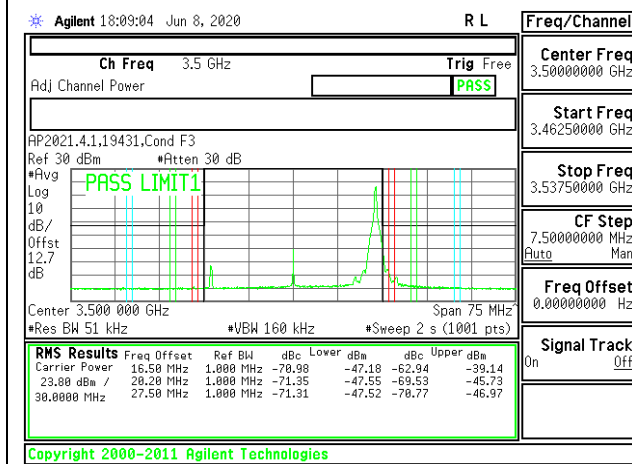 Agilent 18:09:04 Jun 8, 2020 R L
Ch Freq 3.5 GHz Trig Free
Adj Channel Power PASS
AP2021.4.1,19431,Cond F3
Ref 30 dBm #Atten 30 dB
#Avg
Log
10
dB/
Offst
12.7
dB
PASS LIMIT1
Center 3.500 000 GHz Span 75 MHz^
#Res BW 51 kHz #VBW 160 kHz #Sweep 2 s (1001 pts)
RMS Results Freq Offset Ref BW dBc Lower dBm dBc Upper dBm
Carrier Power 16.50 MHz 1.000 MHz -70.98 -47.18 -62.94 -39.14
23.80 dBm / 20.20 MHz 1.000 MHz -71.35 -47.55 -69.53 -45.73
30.0000 MHz 27.50 MHz 1.000 MHz -71.31 -47.52 -70.77 -46.97
Copyright 2000-2011 Agilent Technologies
Freq/Channel
Center Freq
3.50000000 GHz
Start Freq
3.46250000 GHz
Stop Freq
3.53750000 GHz
CF Step
7.50000000 MHz
Auto Man
Freq Offset
0.00000000 Hz
Signal Track
On Off